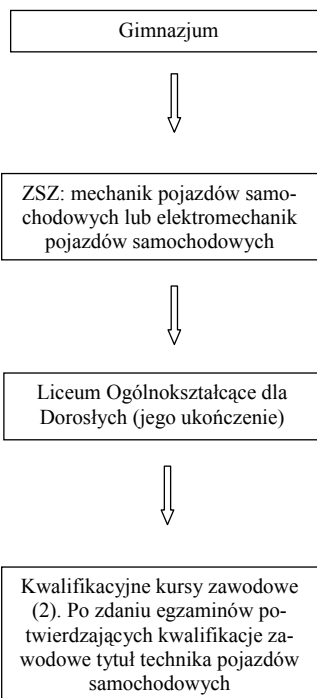 Gimnazjum
ZSZ: mechanik pojazdów samo-
chodowych lub elektromechanik
pojazdów samochodowych
Liceum Ogólnokształcące dla
Dorosłych (jego ukończenie)
Kwalifikacyjne kursy zawodowe
(2). Po zdaniu egzaminów po-
twierdzających kwalifikacje za-
wodowe tytuł technika pojazdów
samochodowych